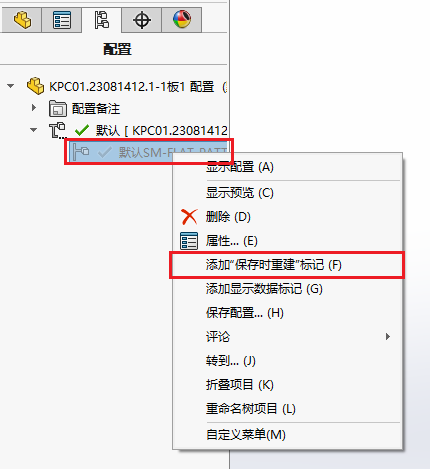 配置
KPC01.23081412.1-1板1 配置
配置备注
默认 [ KPC01.23081412
默认SM-FLAT-PATT
显示配置 (A)
显示预览 (C)
删除 (D)
属性... (E)
添加"保存时重建"标记 (F)
添加显示数据标记 (G)
保存配置... (H)
评论
转到... (J)
折叠项目 (K)
重命名树项目 (L)
自定义菜单(M)